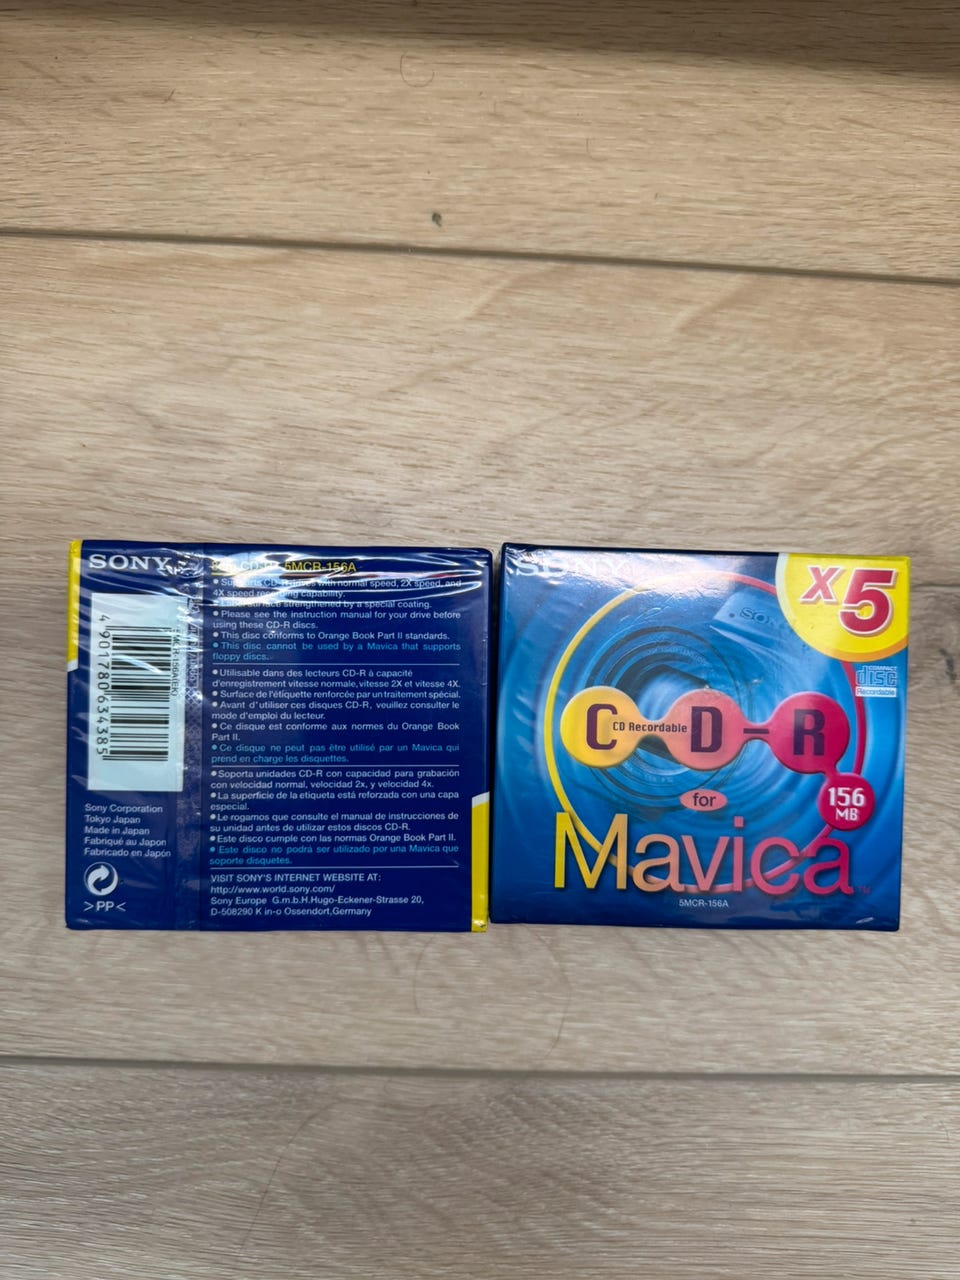 SONY
5MCR-156A
● Supports CD-R drives with normal speed, 2X speed, and
4X speed recording capability.
● Label surface strengthened by a special coating.
● Please see the instruction manual for your drive before
using these CD-R discs.
● This disc conforms to Orange Book Part II standards.
● This disc cannot be used by a Mavica that supports
floppy discs.
● Utilisable dans des lecteurs CD-R à capacité
d'enregistrement vitesse normale, vitesse 2X et vitesse 4X.
● Surface de l'étiquette renforcée par un traitement spécial.
● Avant d'utiliser ces disques CD-R, veuillez consulter le
mode d'emploi du lecteur.
● Ce disque est conforme aux normes du Orange Book
Part II.
● Ce disque ne peut pas être utilisé par un Mavica qui
prend en charge les disquettes.
● Soporta unidades CD-R con capacidad para grabación
con velocidad normal, velocidad 2x, y velocidad 4x.
● La superficie de la etiqueta está reforzada con una capa
especial.
● Le rogamos que consulte el manual de instrucciones de
su unidad antes de utilizar estos discos CD-R.
● Este disco cumple con las normas Orange Book Part II.
● Este disco no podrá ser utilizado por una Mavica que
soporte disquetes.
VISIT SONY'S INTERNET WEBSITE AT:
http://www.world.sony.com/
Sony Europe G.m.b.H.Hugo-Eckener-Strasse 20,
D-508290 K in-o Ossendorf,Germany
4901780634385
Sony Corporation
Tokyo Japan
Made in Japan
Fabriqué au Japon
Fabricado en Japón
>PP<
SONY
x5
SONY
COMPACT
disc
Recordable
CD-R
CD Recordable
156
MB
for
Mavica™
5MCR-156A